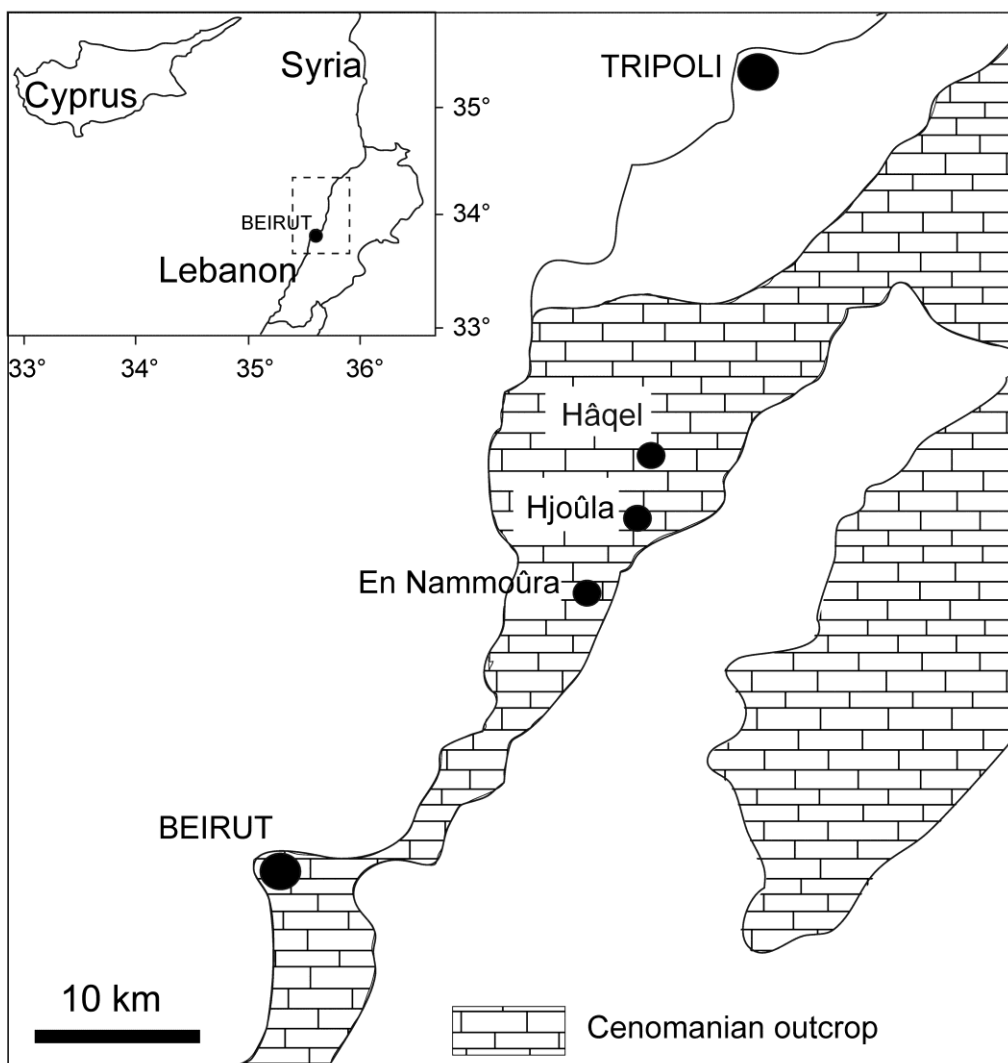 Syria
Cyprus
35°
BEIRUT
34°
Lebanon
33°
33°
34°
35°
36°
TRIPOLI
Hâqel
Hjoûla
En Nammoûra
BEIRUT
10 km
Cenomanian outcrop